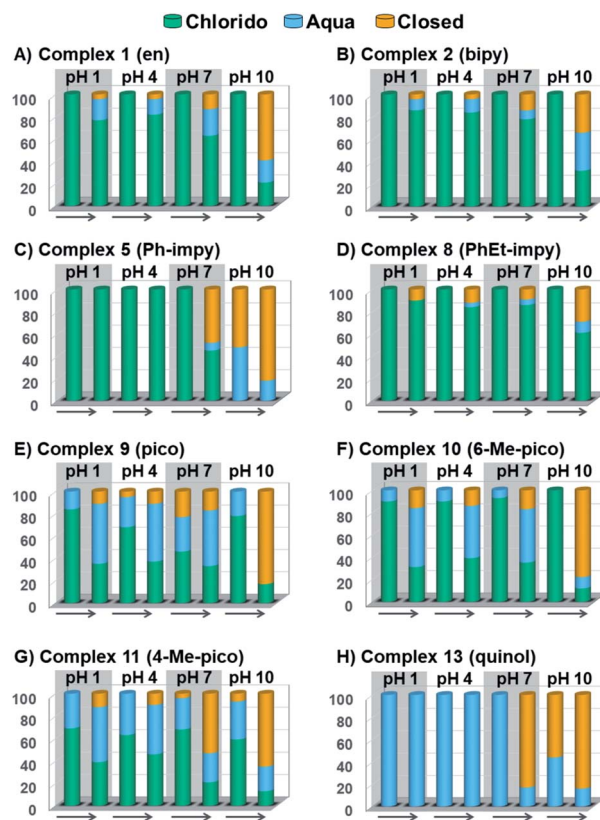 Chlorido Aqua Closed
A) Complex 1 (en)
pH 1 pH 4 pH 7 pH 10
100
80
60
40
20
0
B) Complex 2 (bipy)
pH 1 pH 4 pH 7 pH 10
100
80
60
40
20
0
C) Complex 5 (Ph-impy)
pH 1 pH 4 pH 7 pH 10
100
80
60
40
20
0
D) Complex 8 (PhEt-impy)
pH 1 pH 4 pH 7 pH 10
100
80
60
40
20
0
E) Complex 9 (pico)
pH 1 pH 4 pH 7 pH 10
100
80
60
40
20
0
F) Complex 10 (6-Me-pico)
pH 1 pH 4 pH 7 pH 10
100
80
60
40
20
0
G) Complex 11 (4-Me-pico)
pH 1 pH 4 pH 7 pH 10
100
80
60
40
20
0
H) Complex 13 (quinol)
pH 1 pH 4 pH 7 pH 10
100
80
60
40
20
0